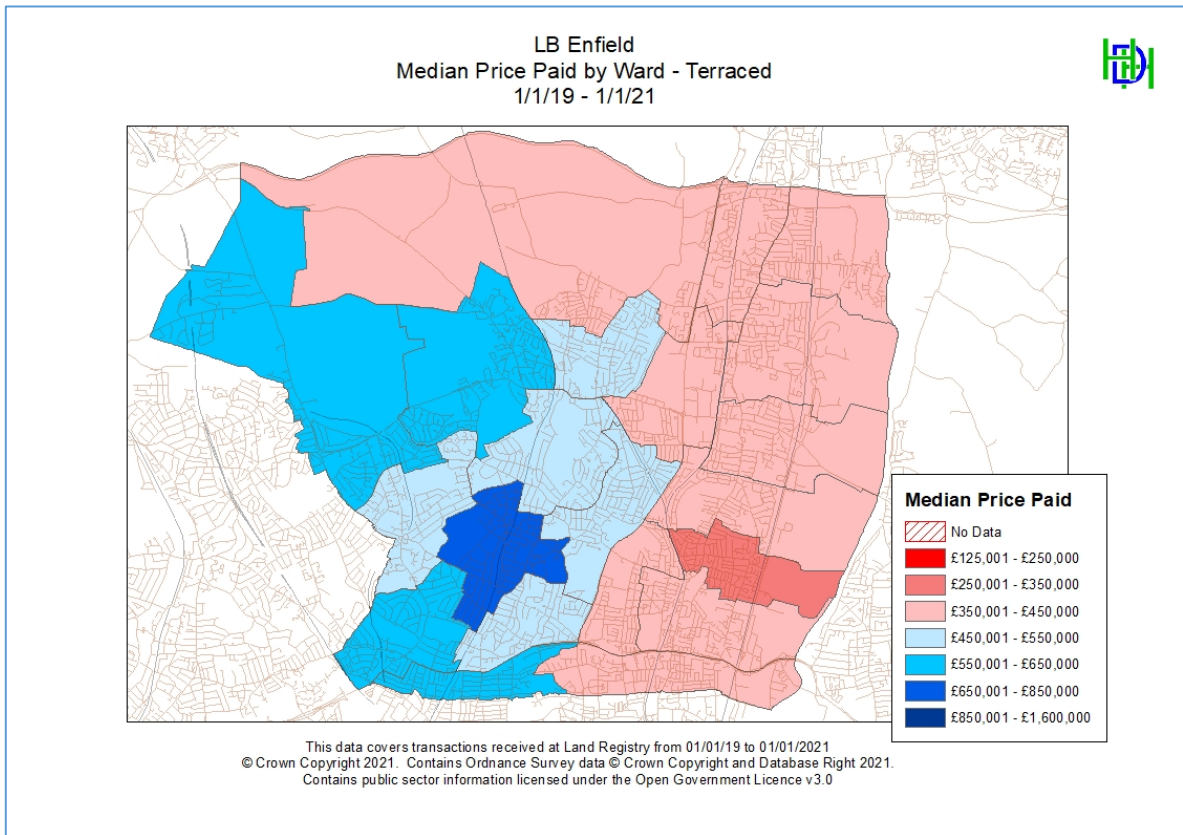 LB Enfield
Median Price Paid by Ward - Terraced
1/1/19 - 1/1/21
HDH
Median Price Paid
No Data
£125,001 - £250,000
£250,001 - £350,000
£350,001 - £450,000
£450,001 - £550,000
£550,001 - £650,000
£650,001 - £850,000
£850,001 - £1,600,000
This data covers transactions received at Land Registry from 01/01/19 to 01/01/2021
© Crown Copyright 2021. Contains Ordnance Survey data © Crown Copyright and Database Right 2021.
Contains public sector information licensed under the Open Government Licence v3.0